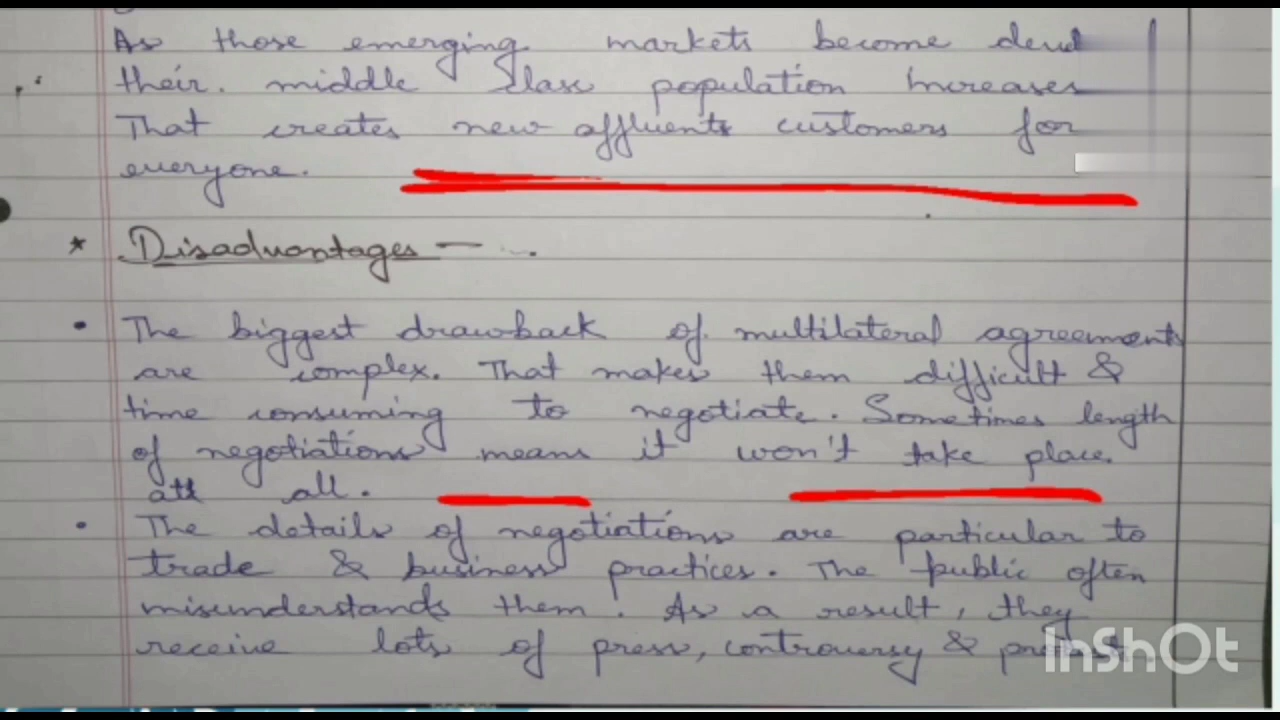 As those emerging markets become
their middle class population increases
That creates new affluent customers for
everyone.
* Disadvantages -
• The biggest drawback of multilateral agreements
are complex. That makes them difficult &
time consuming to negotiate. Sometimes length
of negotiations means it won't take place
at all.
• The details of negotiations are particular to
trade & business practices. The public often
misunderstands them. As a result, they
receive lots of press, controversy &
InShOt